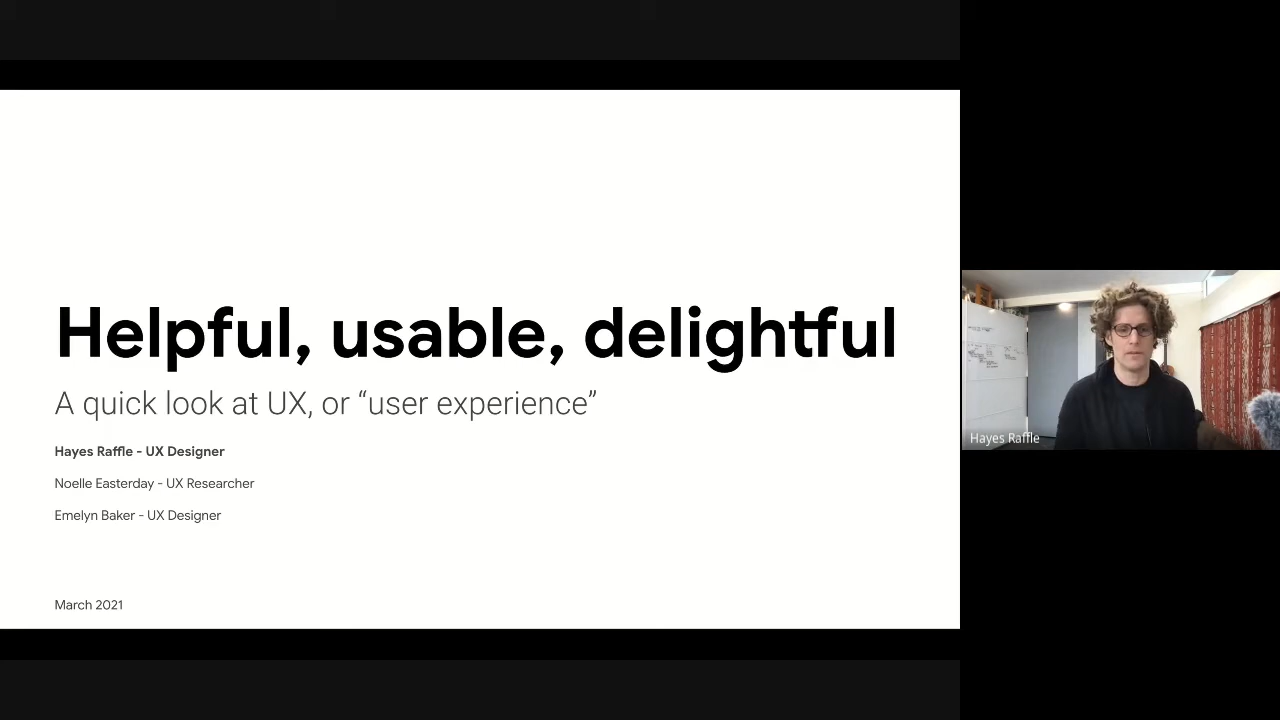 Helpful, usable, delightful
A quick look at UX, or “user experience”
Hayes Raffle - UX Designer
Noelle Easterday - UX Researcher
Emelyn Baker - UX Designer
March 2021
Hayes Raffle